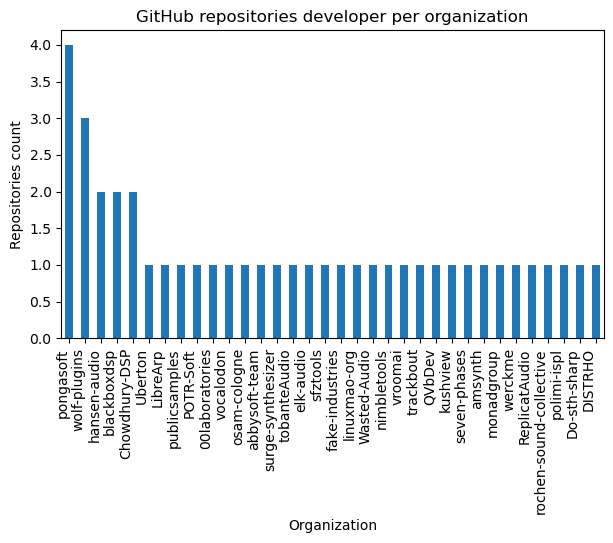 GitHub repositories developer per organization
Repositories count
4.0
3.5
3.0
2.5
2.0
1.5
1.0
0.5
0.0
pongasoft
wolf-plugins
hansen-audio
blackboxdsp
Chowdhury-DSP
Uberton
LibreArp
publicsamples
POTR-Soft
00laboratories
vocalodon
osam-cologne
abbysoft-team
surge-synthesizer
tobanteAudio
elk-audio
sfztools
fake-industries
linuxmao-org
Wasted-Audio
nimbletools
vroomai
trackbout
QVbDev
kushview
seven-phases
amsynth
monadgroup
werckme
ReplicatAudio
rochen-sound-collective
polimi-ispl
Do-sth-sharp
DISTRHO
Organization